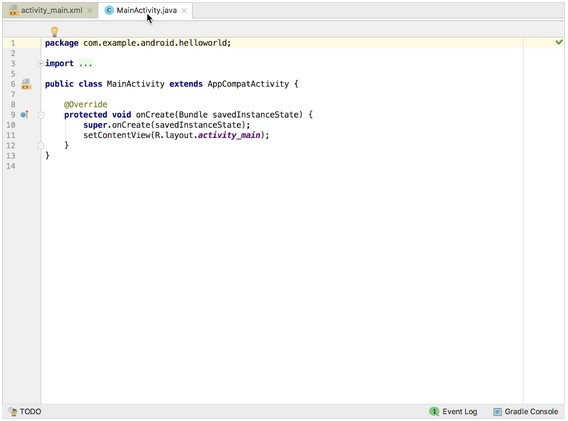 activity_main.xml MainActivity.java
1 package com.example.android.helloworld;
2
3 import ...
5
6 public class MainActivity extends AppCompatActivity {
7
8 @Override
9 protected void onCreate(Bundle savedInstanceState) {
10 super.onCreate(savedInstanceState);
11 setContentView(R.layout.activity_main);
12 }
13 }
14
TODO 1 Event Log Gradle Console